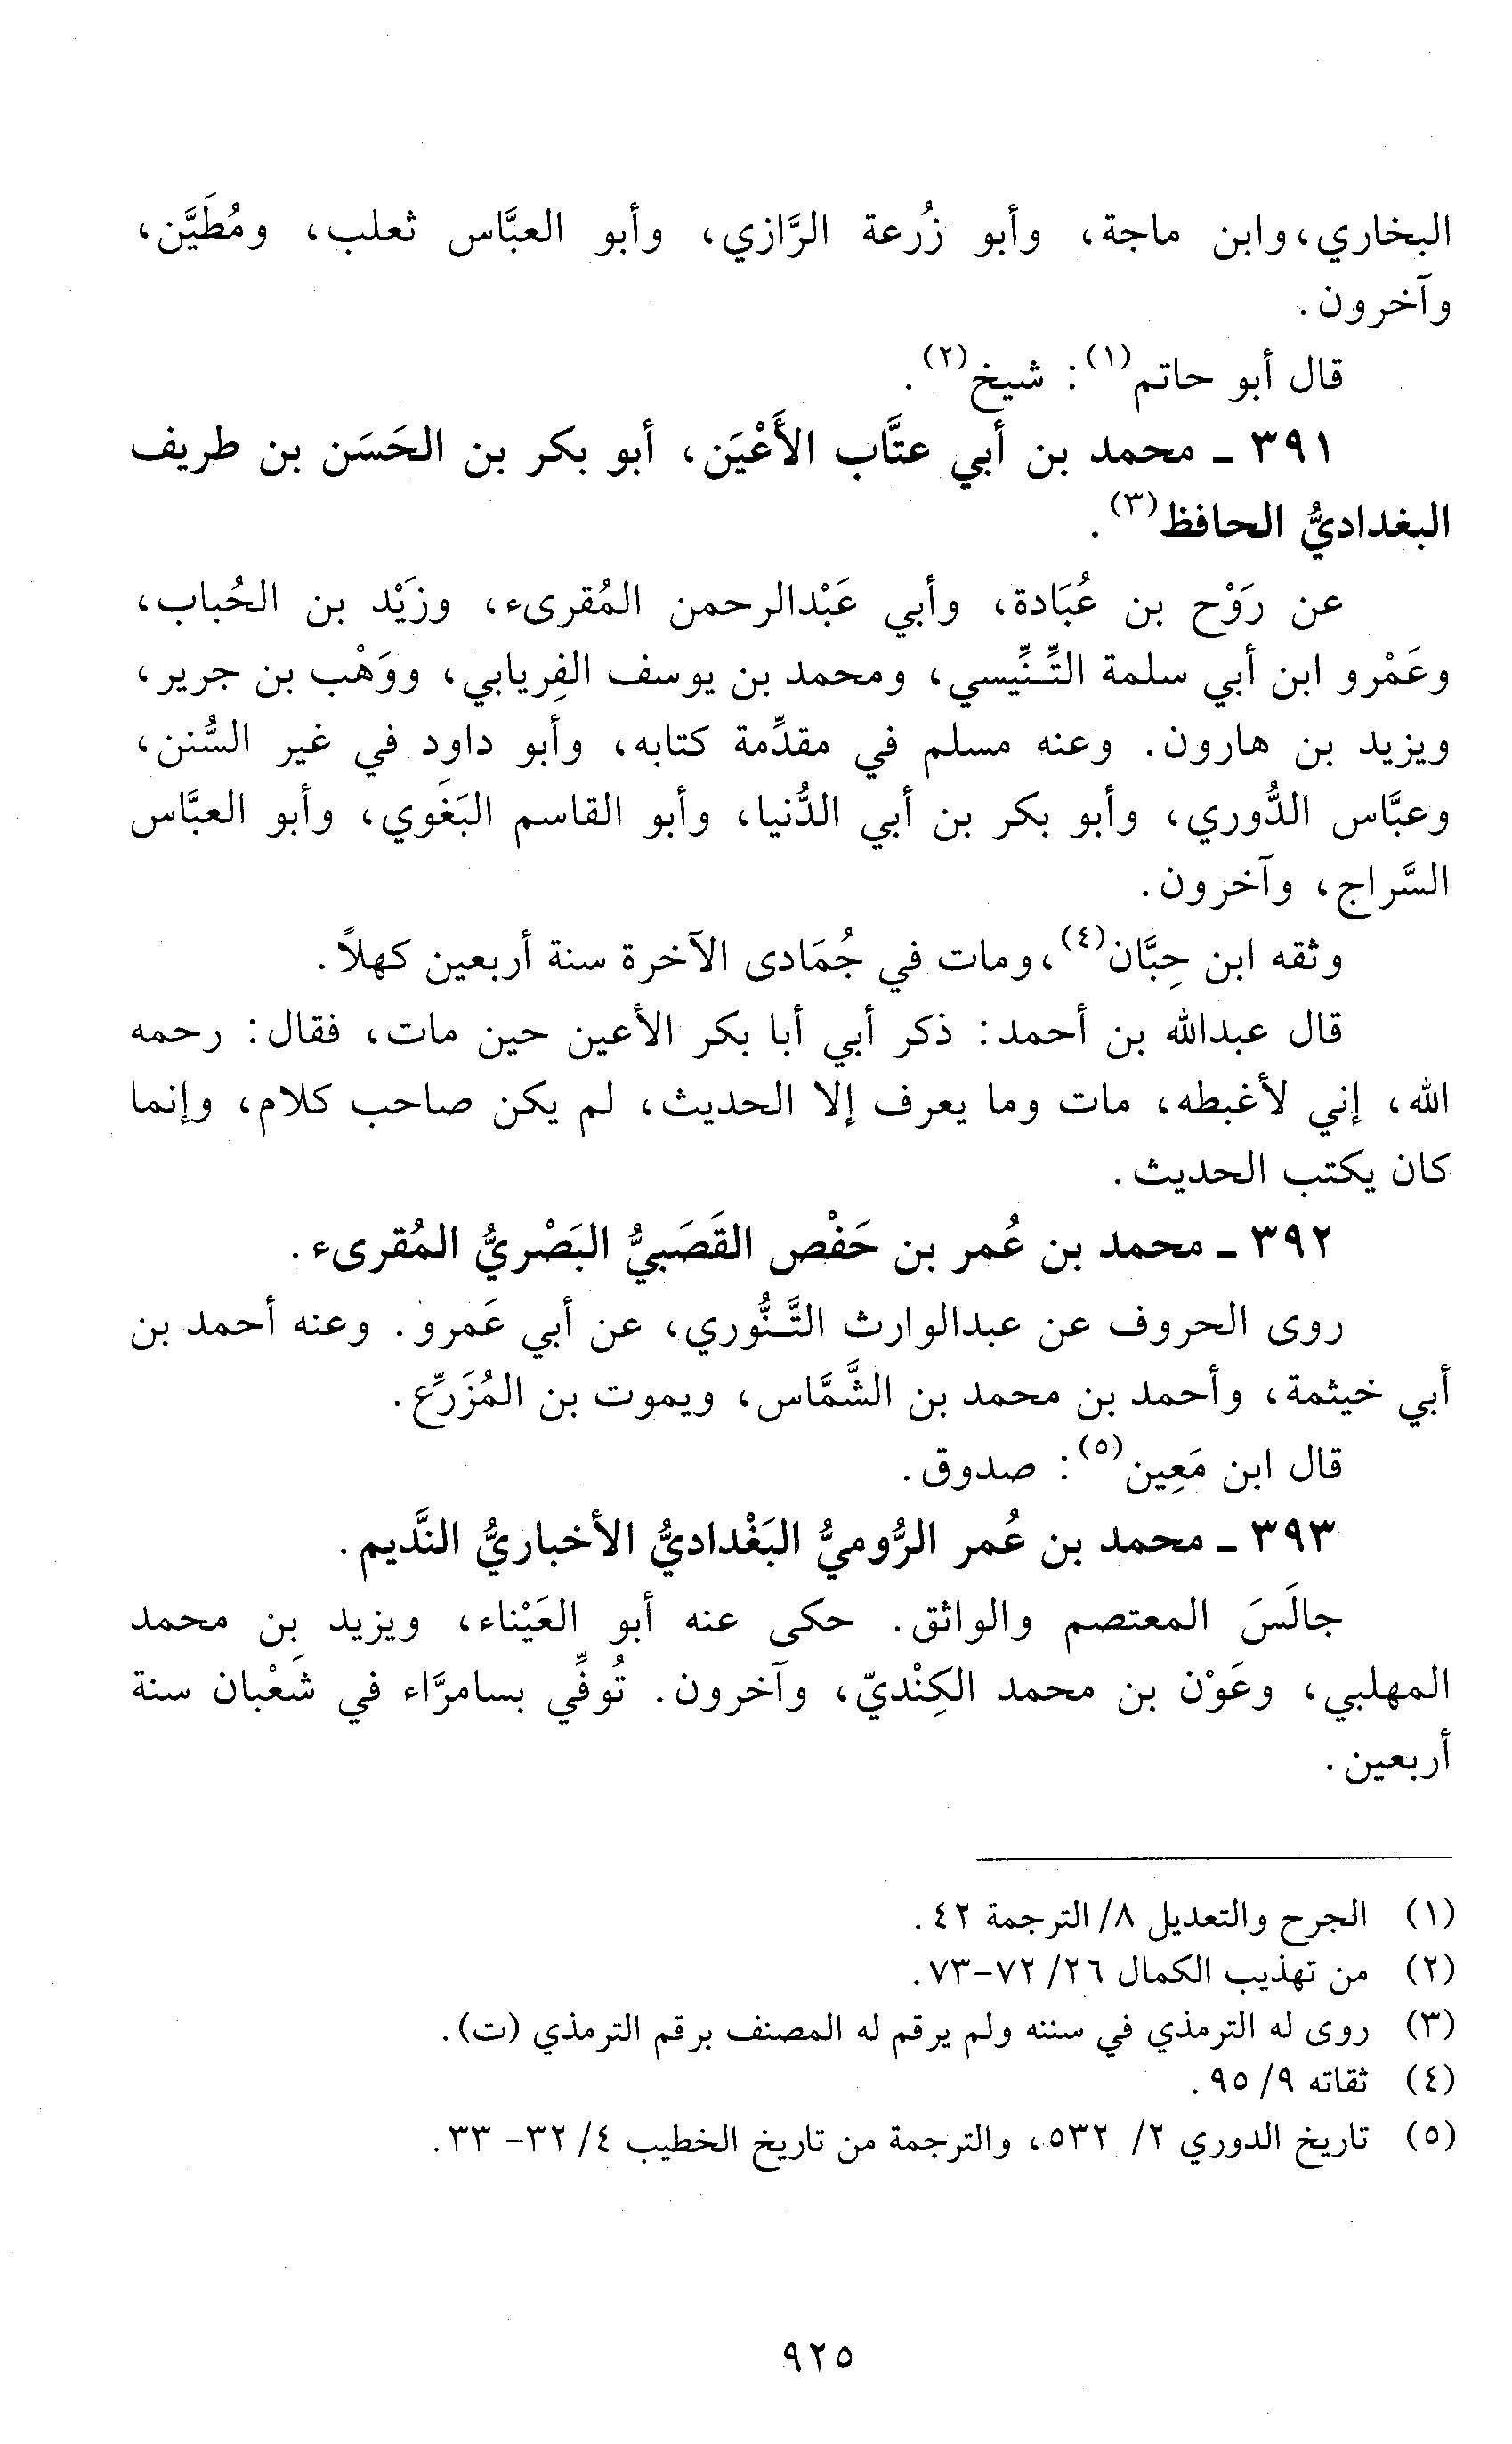 البخاري، وابن ماجة، وأبو زُرعة الرَّازي، وأبو العبَّاس ثعلب، ومُطَيَّن،
وآخرون.
قال أبو حاتم(١): شيخ(٢).
٣٩١ ـ محمد بن أبي عتَّاب الأَعْيَن، أبو بكر بن الحَسَن بن طريف
البغداديُّ الحافظ(٣).
عن رَوْح بن عُبَادة، وأبي عَبْدالرحمن المُقرىء، وزَيْد بن الحُباب،
وعَمْرو ابن أبي سلمة التِّـنِّيسي، ومحمد بن يوسف الفِريابي، ووَهْب بن جرير،
ويزيد بن هارون. وعنه مسلم في مقدِّمة كتابه، وأبو داود في غير السُّنن،
وعبَّاس الدُّوري، وأبو بكر بن أبي الدُّنيا، وأبو القاسم البَغَوي، وأبو العبَّاس
السَّراج، وآخرون.
وثقه ابن حِبَّان(٤)، ومات في جُمَادى الآخرة سنة أربعين كهلاً.
قال عبدالله بن أحمد: ذكر أبي أبا بكر الأعين حين مات، فقال: رحمه
الله، إني لأغبطه، مات وما يعرف إلا الحديث، لم يكن صاحب كلام، وإنما
كان يكتب الحديث.
٣٩٢ ـ محمد بن عُمر بن حَفْص القَصَبيُّ البَصْريُّ المُقرىء.
روى الحروف عن عبدالوارث التَّـنُّوري، عن أبي عَمرو. وعنه أحمد بن
أبي خيثمة، وأحمد بن محمد بن الشَّمَّاس، ويموت بن المُزَرِّع.
قال ابن مَعِين(٥): صدوق.
٣٩٣ ـ محمد بن عُمر الرُّوميُّ البَغْداديُّ الأخباريُّ النَّديم.
جالَسَ المعتصم والواثق. حكى عنه أبو العَيْناء، ويزيد بن محمد
المهلبي، وعَوْن بن محمد الكِنْديّ، وآخرون. تُوفِّي بسامرَّاء في شَعْبان سنة
أربعين.
(١) الجرح والتعديل ٨/ الترجمة ٤٢.
(٢) من تهذيب الكمال ٢٦/ ٧٢-٧٣.
(٣) روى له الترمذي في سننه ولم يرقم له المصنف برقم الترمذي (ت).
(٤) ثقاته ٩/ ٩٥.
(٥) تاريخ الدوري ٢/ ٥٣٢، والترجمة من تاريخ الخطيب ٤/ ٣٢- ٣٣.
٩٢٥